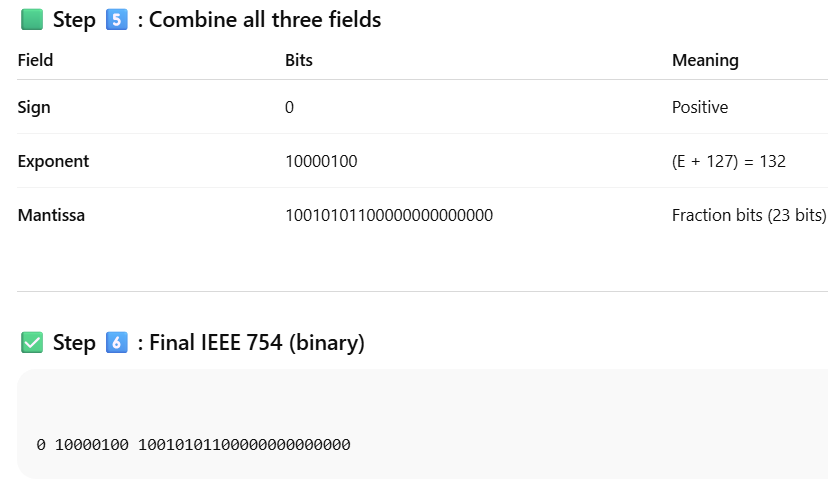 Step 5 : Combine all three fields
Field Bits Meaning
Sign 0 Positive
Exponent 10000100 (E + 127) = 132
Mantissa 10010101100000000000000 Fraction bits (23 bits)
Step 6 : Final IEEE 754 (binary)
0 10000100 10010101100000000000000